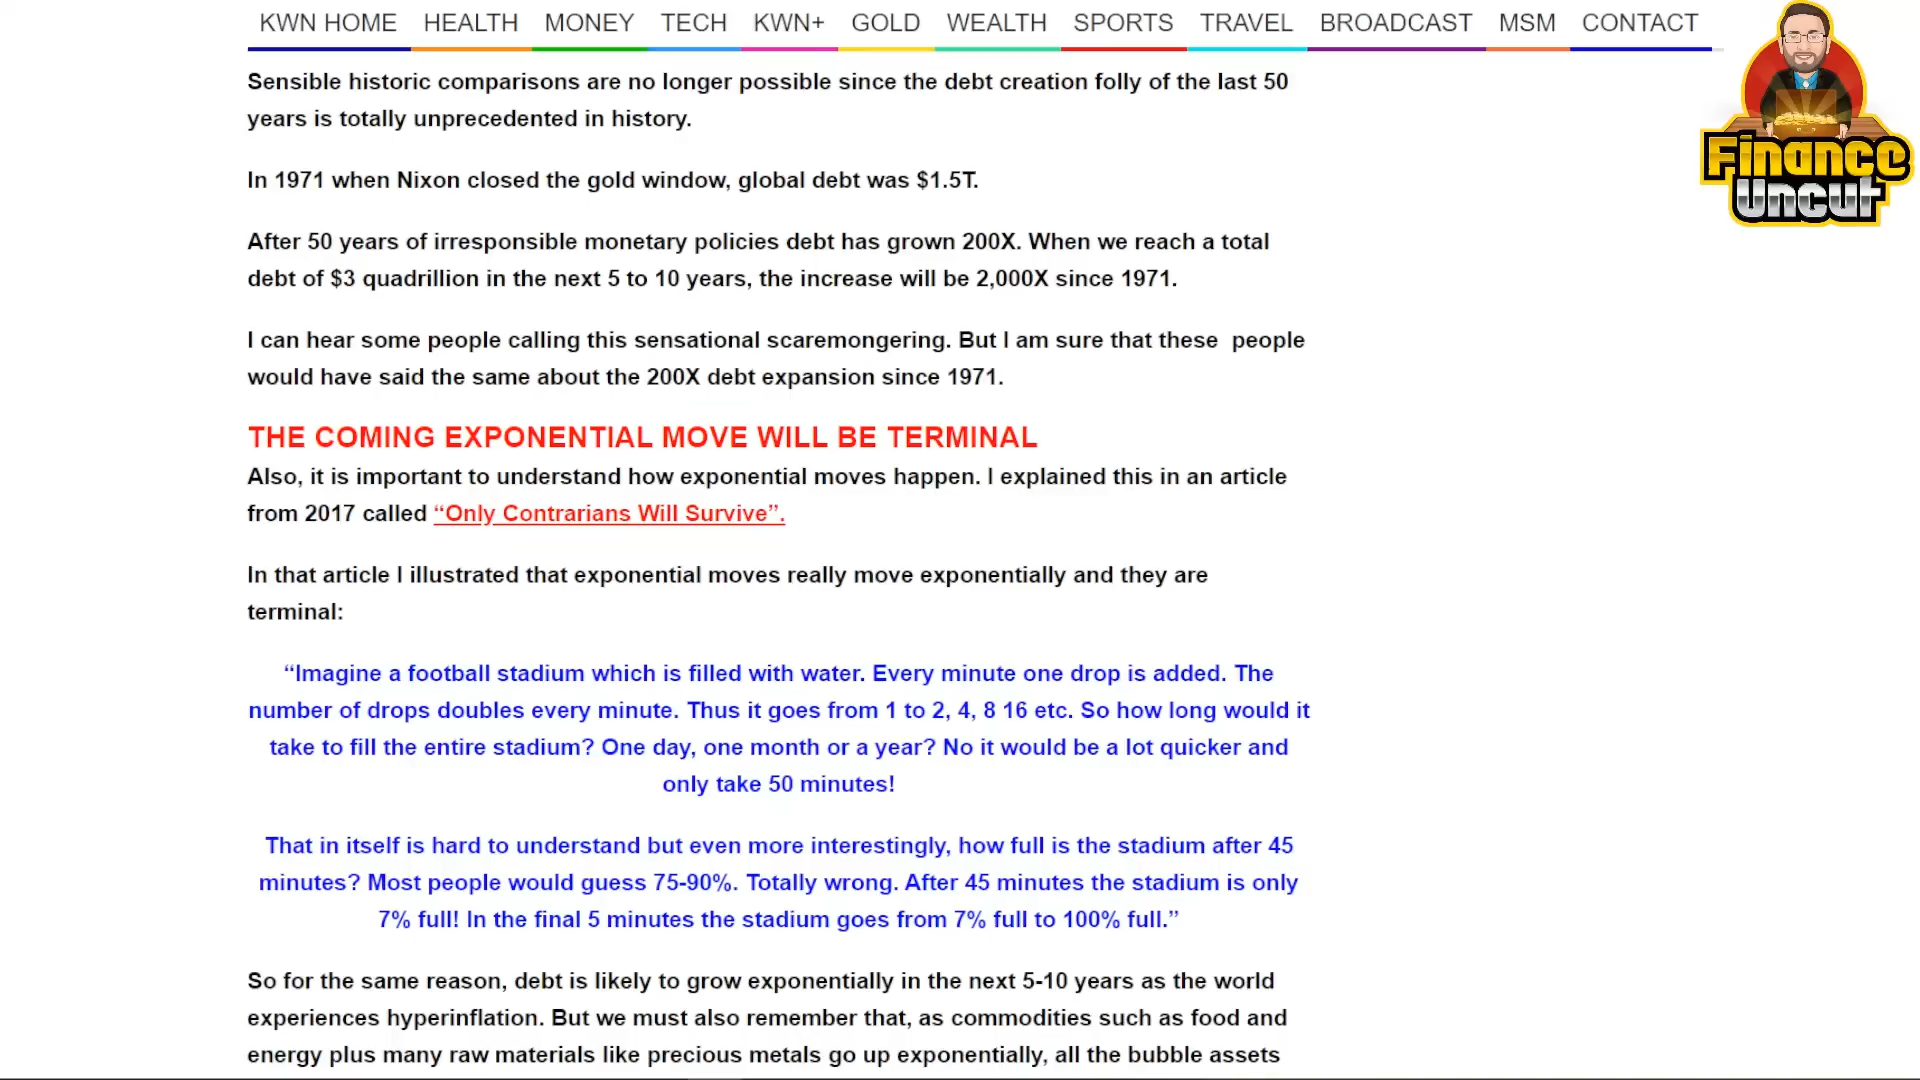 KWN HOME HEALTH MONEY TECH KWN+ GOLD WEALTH SPORTS TRAVEL BROADCAST MSM CONTACT
Finance
Uncut
Sensible historic comparisons are no longer possible since the debt creation folly of the last 50
years is totally unprecedented in history.
In 1971 when Nixon closed the gold window, global debt was $1.5T.
After 50 years of irresponsible monetary policies debt has grown 200X. When we reach a total
debt of $3 quadrillion in the next 5 to 10 years, the increase will be 2,000X since 1971.
I can hear some people calling this sensational scaremongering. But I am sure that these people
would have said the same about the 200X debt expansion since 1971.
THE COMING EXPONENTIAL MOVE WILL BE TERMINAL
Also, it is important to understand how exponential moves happen. I explained this in an article
from 2017 called “Only Contrarians Will Survive”.
In that article I illustrated that exponential moves really move exponentially and they are
terminal:
“Imagine a football stadium which is filled with water. Every minute one drop is added. The
number of drops doubles every minute. Thus it goes from 1 to 2, 4, 8 16 etc. So how long would it
take to fill the entire stadium? One day, one month or a year? No it would be a lot quicker and
only take 50 minutes!
That in itself is hard to understand but even more interestingly, how full is the stadium after 45
minutes? Most people would guess 75-90%. Totally wrong. After 45 minutes the stadium is only
7% full! In the final 5 minutes the stadium goes from 7% full to 100% full.”
So for the same reason, debt is likely to grow exponentially in the next 5-10 years as the world
experiences hyperinflation. But we must also remember that, as commodities such as food and
energy plus many raw materials like precious metals go up exponentially, all the bubble assets